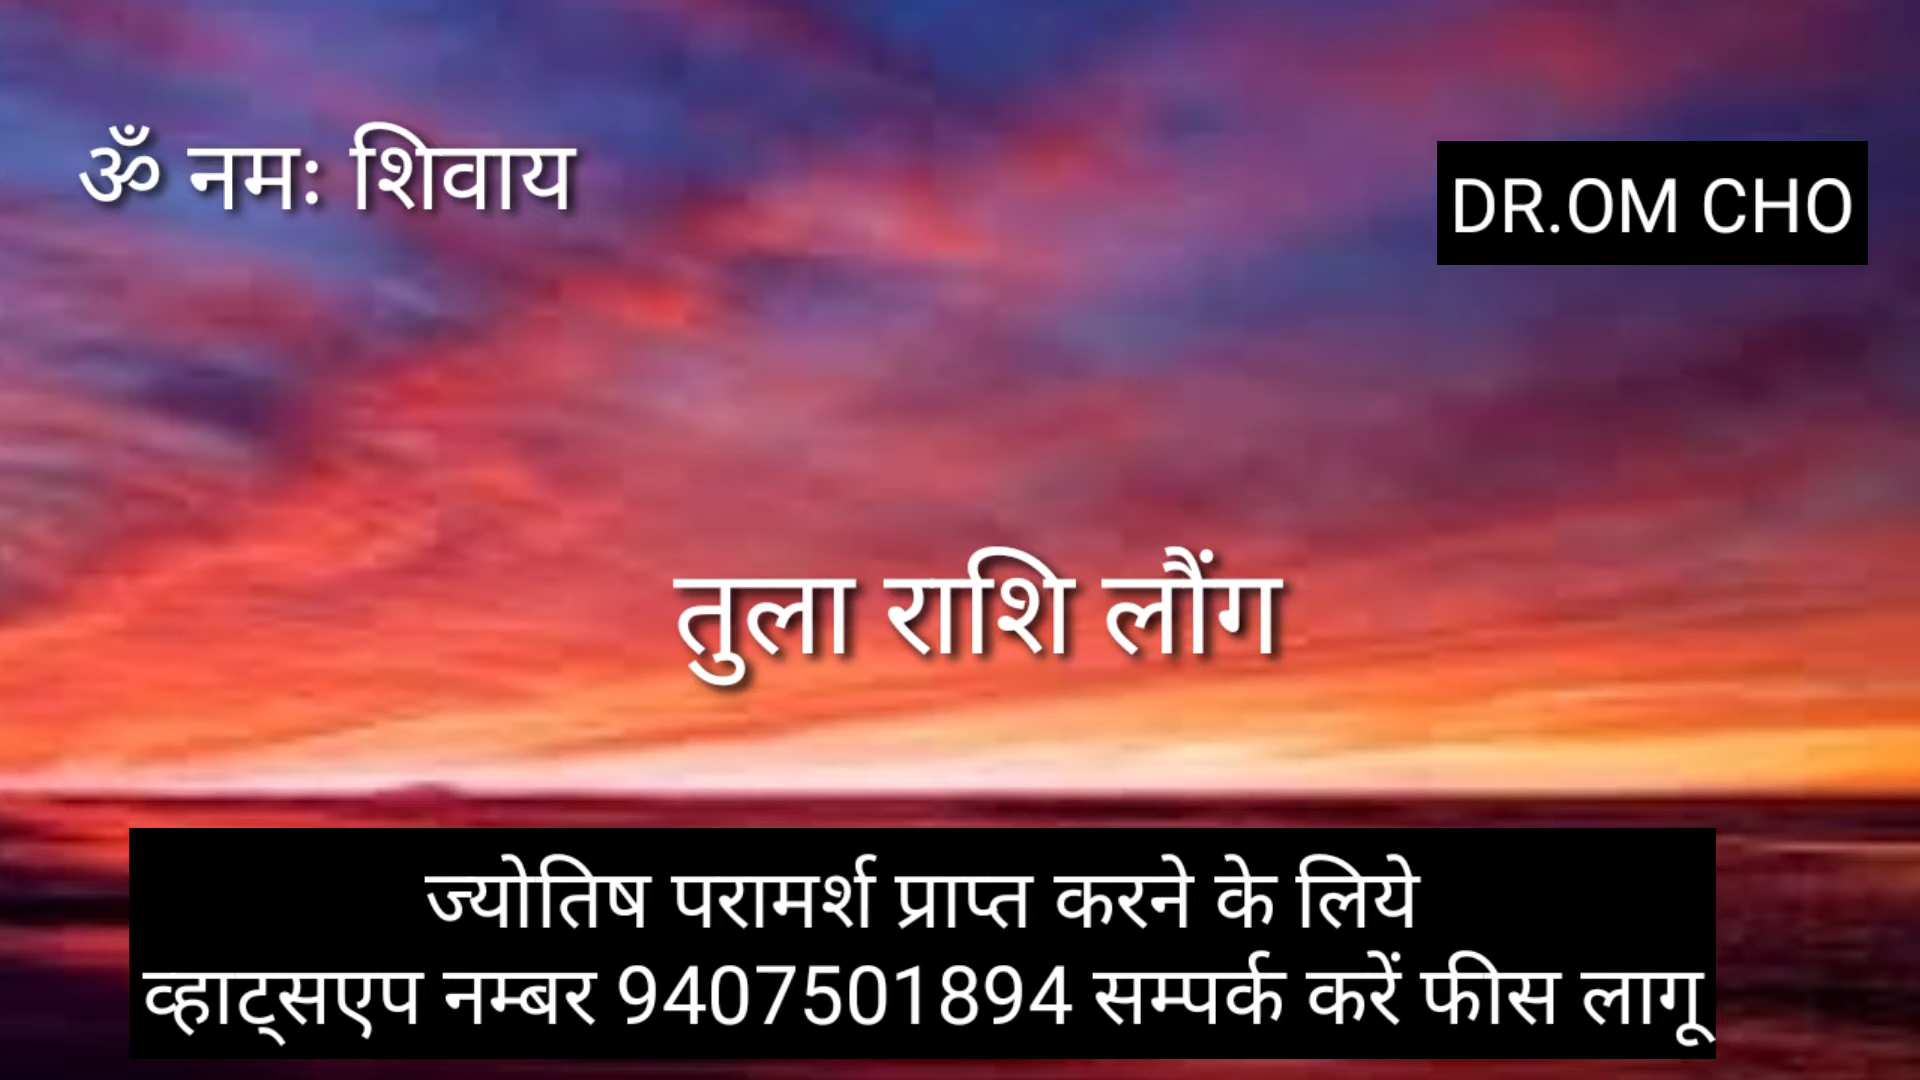 ॐ नमः शिवाय
DR.OM CHO
तुला राशि लौंग
ज्योतिष परामर्श प्राप्त करने के लिये
व्हाट्सएप नम्बर 9407501894 सम्पर्क करें फीस लागू